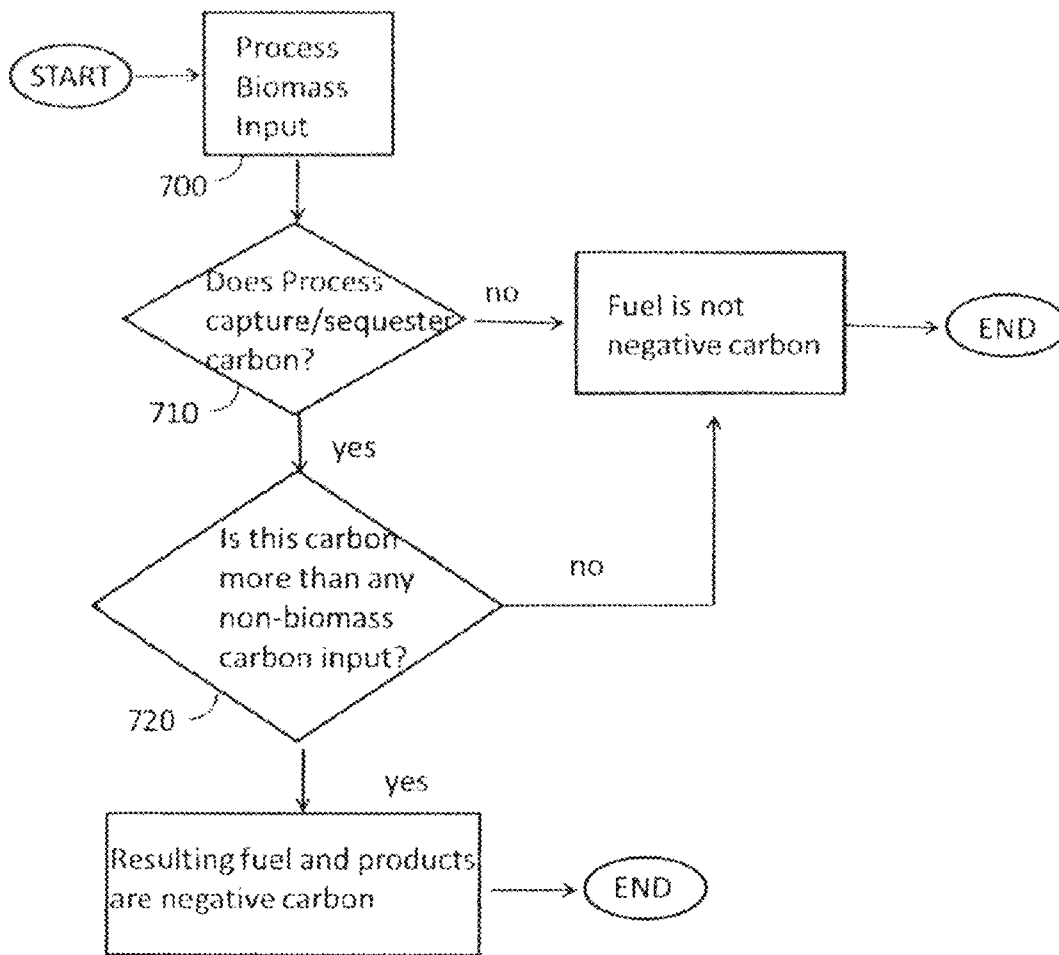 START
Process
Biomass
Input
700
Does Process
capture/sequester
carbon?
710
no
Fuel is not
negative carbon
END
yes
Is this carbon
more than any
non-biomass
carbon input?
720
no
yes
Resulting fuel and products
are negative carbon
END